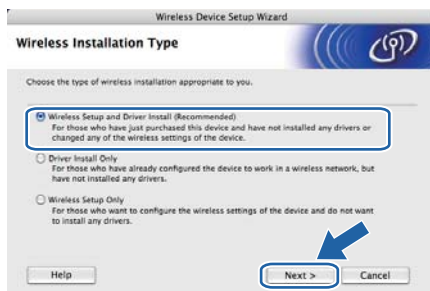 Wireless Device Setup Wizard
Wireless Installation Type
Choose the type of wireless installation appropriate to you.
Wireless Setup and Driver Install (Recommended)
For those who have just purchased this device and have not installed any drivers or
changed any of the wireless settings of the device.
Driver Install Only
For those who have already configured the device to work in a wireless network, but
have not installed any drivers.
Wireless Setup Only
For those who want to configure the wireless settings of the device and do not want
to install any drivers.
Help
Next >
Cancel